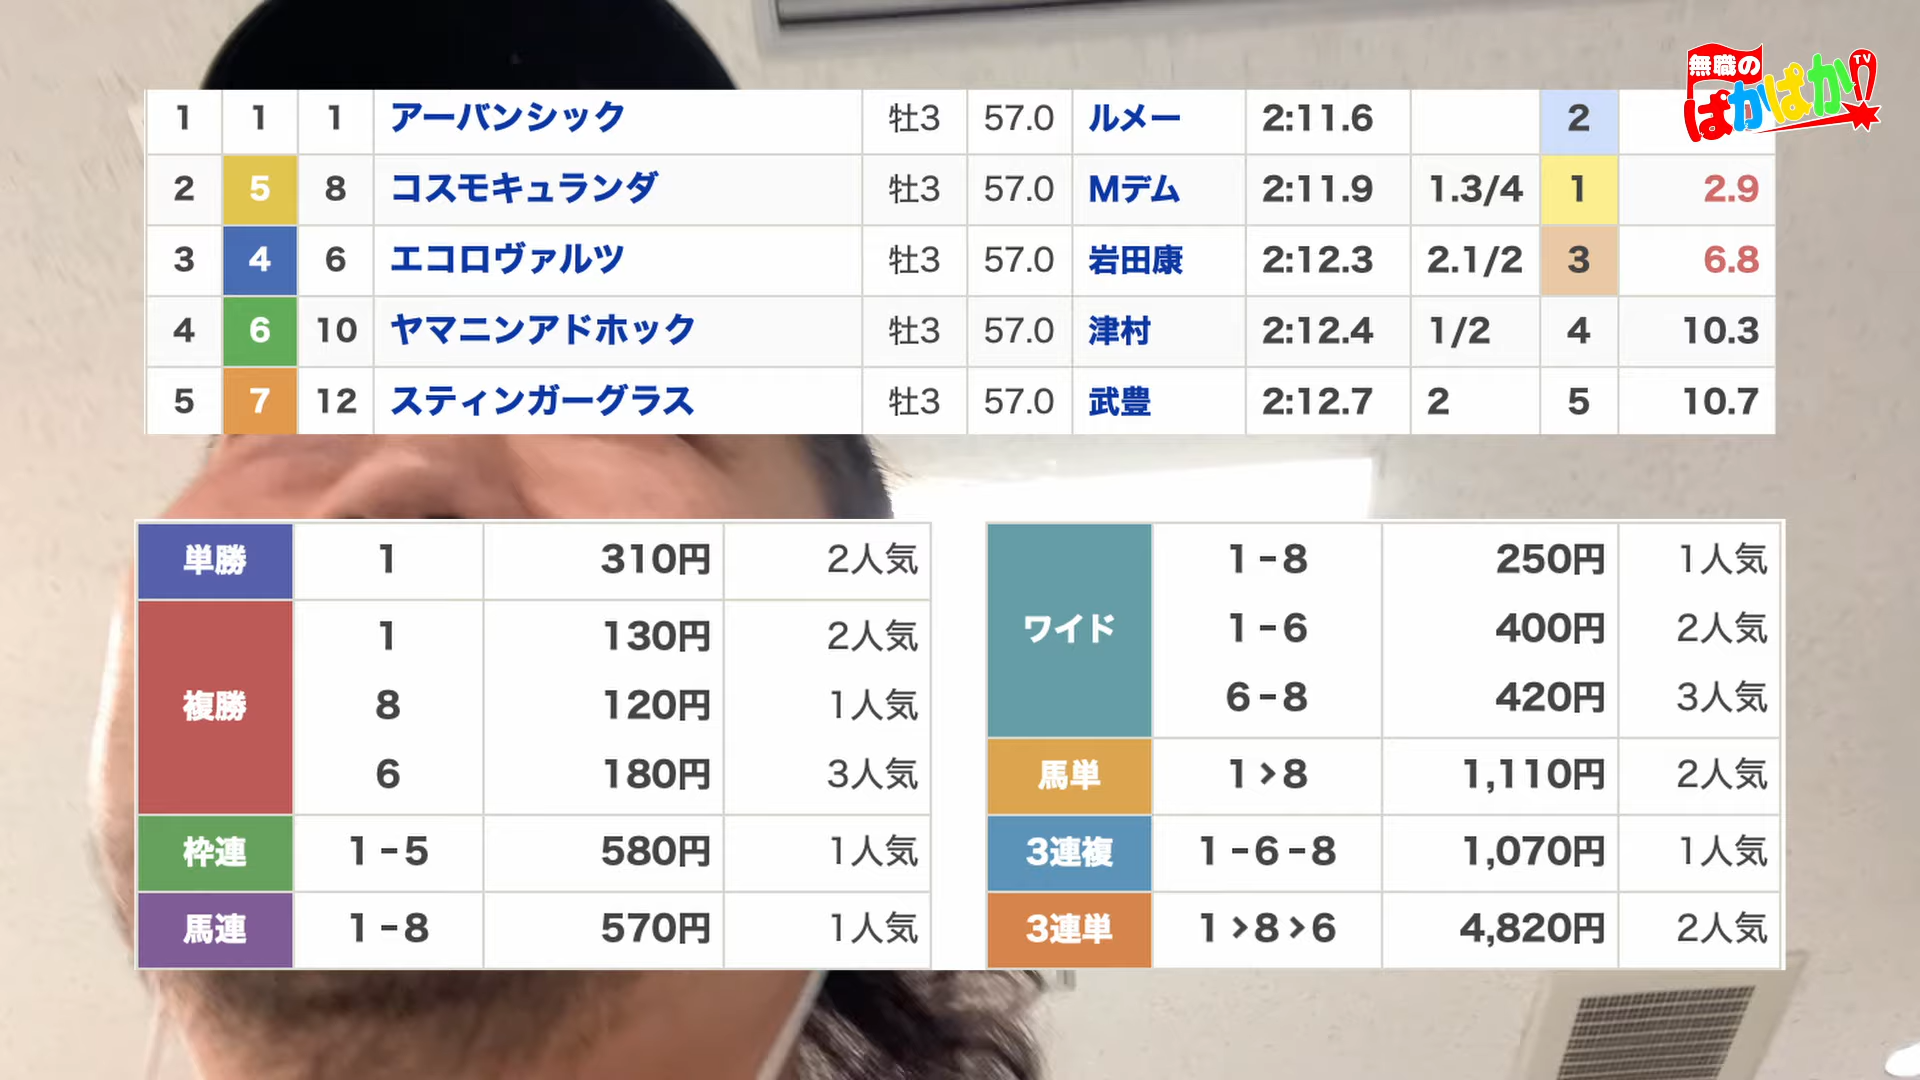 無職の
ぱかぱか!!
TV
1 1 1 アーバンシック 牡3 57.0 ルメー 2:11.6 2
2 5 8 コスモキュランダ 牡3 57.0 Mデム 2:11.9 1.3/4 1 2.9
3 4 6 エコロヴァルツ 牡3 57.0 岩田康 2:12.3 2.1/2 3 6.8
4 6 10 ヤマニンアドホック 牡3 57.0 津村 2:12.4 1/2 4 10.3
5 7 12 スティンガーグラス 牡3 57.0 武豊 2:12.7 2 5 10.7
単勝 1 310円 2人気
複勝 1 130円 2人気
8 120円 1人気
6 180円 3人気
枠連 1-5 580円 1人気
馬連 1-8 570円 1人気
ワイド 1-8 250円 1人気
1-6 400円 2人気
6-8 420円 3人気
馬単 1>8 1,110円 2人気
3連複 1-6-8 1,070円 1人気
3連単 1>8>6 4,820円 2人気